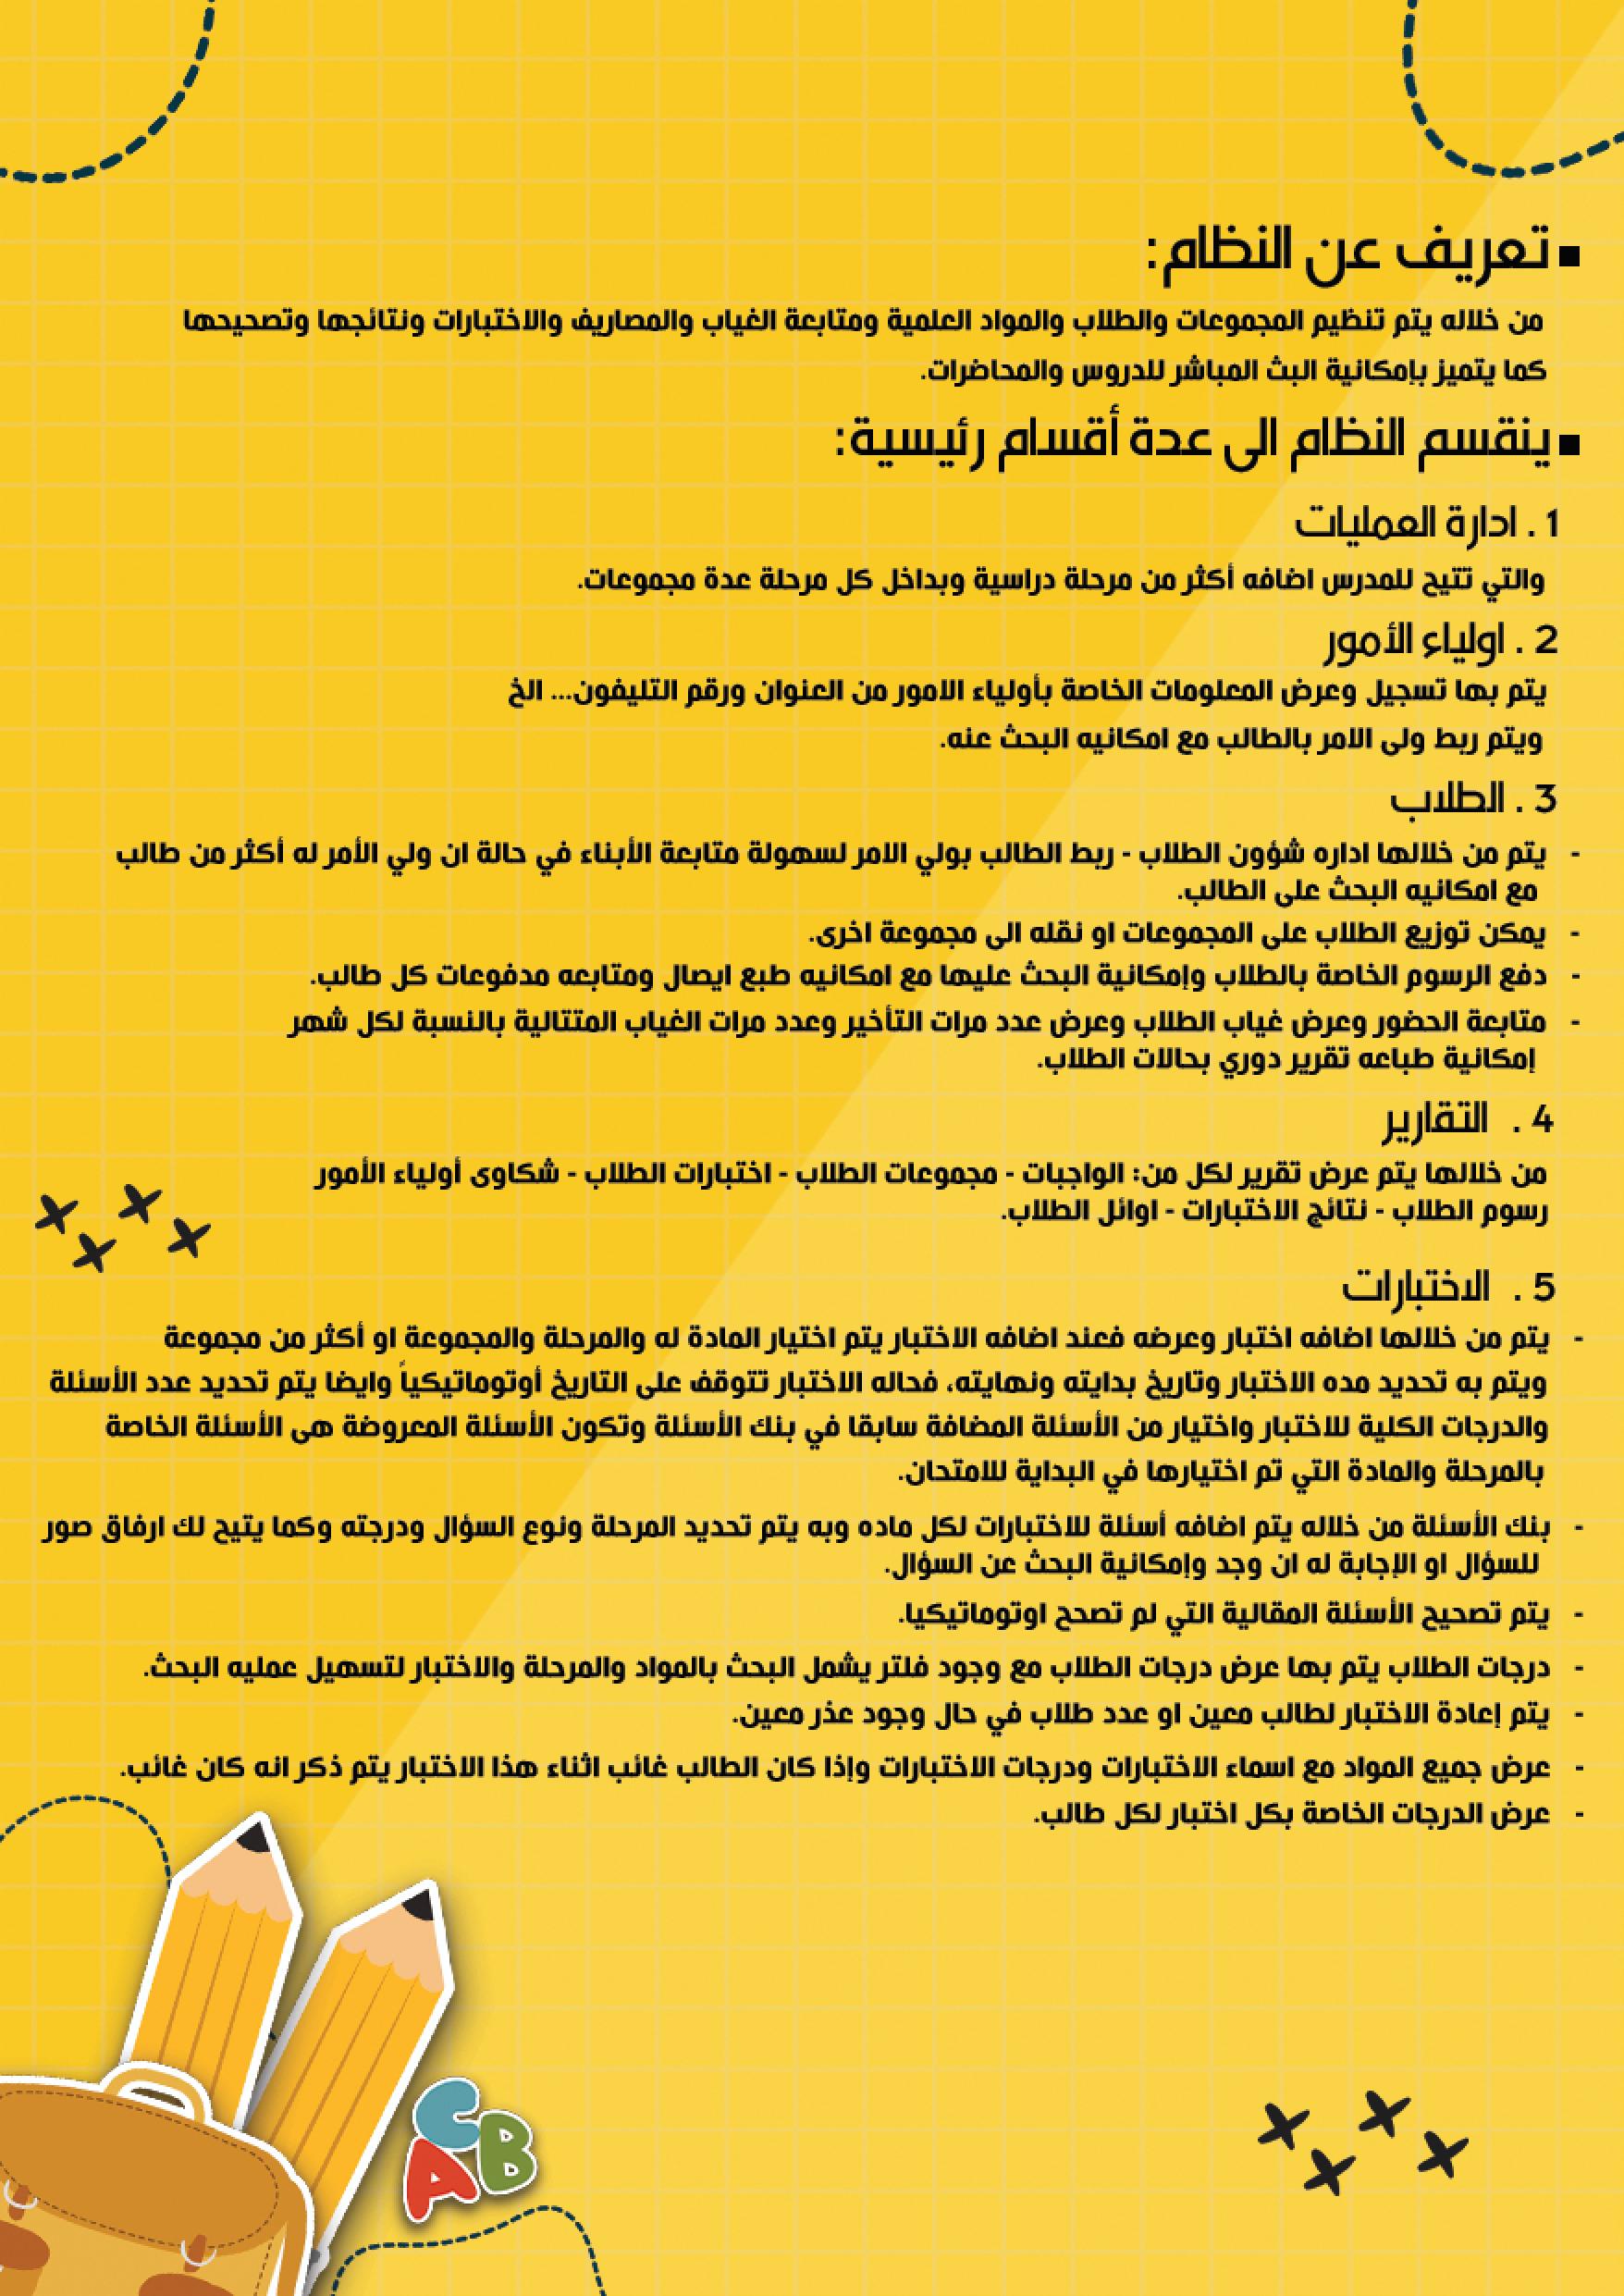 ▪ تعريف عن النظام:
من خلاله يتم تنظيم المجموعات والطلاب والمواد العلمية ومتابعة الغياب والمصاريف والاختبارات ونتائجها وتصحيحها
كما يتميز بإمكانية البث المباشر للدروس والمحاضرات.
▪ ينقسم النظام الى عدة أقسام رئيسية:
1 . ادارة العمليات
والتي تتيح للمدرس اضافه أكثر من مرحلة دراسية وبداخل كل مرحلة عدة مجموعات.
2 . اولياء الأمور
يتم بها تسجيل وعرض المعلومات الخاصة بأولياء الامور من العنوان ورقم التليفون... الخ
ويتم ربط ولى الامر بالطالب مع امكانيه البحث عنه.
3 . الطلاب
- يتم من خلالها اداره شؤون الطلاب - ربط الطالب بولي الامر لسهولة متابعة الأبناء في حالة ان ولي الأمر له أكثر من طالب
مع امكانيه البحث على الطالب.
- يمكن توزيع الطلاب على المجموعات او نقله الى مجموعة اخرى.
- دفع الرسوم الخاصة بالطلاب وإمكانية البحث عليها مع امكانيه طبع ايصال ومتابعه مدفوعات كل طالب.
- متابعة الحضور وعرض غياب الطلاب وعرض عدد مرات التأخير وعدد مرات الغياب المتتالية بالنسبة لكل شهر
إمكانية طباعه تقرير دوري بحالات الطلاب.
4 . التقارير
من خلالها يتم عرض تقرير لكل من: الواجبات - مجموعات الطلاب - اختبارات الطلاب - شكاوى أولياء الأمور
رسوم الطلاب - نتائج الاختبارات - اوائل الطلاب.
5 . الاختبارات
- يتم من خلالها اضافه اختبار وعرضه فعند اضافه الاختبار يتم اختيار المادة له والمرحلة والمجموعة او أكثر من مجموعة
ويتم به تحديد مده الاختبار وتاريخ بدايته ونهايته، فحاله الاختبار تتوقف على التاريخ أوتوماتيكياً وايضا يتم تحديد عدد الأسئلة
والدرجات الكلية للاختبار واختيار من الأسئلة المضافة سابقا في بنك الأسئلة وتكون الأسئلة المعروضة هى الأسئلة الخاصة
بالمرحلة والمادة التي تم اختيارها في البداية للامتحان.
- بنك الأسئلة من خلاله يتم اضافه أسئلة للاختبارات لكل ماده وبه يتم تحديد المرحلة ونوع السؤال ودرجته وكما يتيح لك ارفاق صور
للسؤال او الإجابة له ان وجد وإمكانية البحث عن السؤال.
- يتم تصحيح الأسئلة المقالية التي لم تصحح اوتوماتيكيا.
- درجات الطلاب يتم بها عرض درجات الطلاب مع وجود فلتر يشمل البحث بالمواد والمرحلة والاختبار لتسهيل عمليه البحث.
- يتم إعادة الاختبار لطالب معين او عدد طلاب في حال وجود عذر معين.
- عرض جميع المواد مع اسماء الاختبارات ودرجات الاختبارات وإذا كان الطالب غائب اثناء هذا الاختبار يتم ذكر انه كان غائب.
- عرض الدرجات الخاصة بكل اختبار لكل طالب.
C
A B